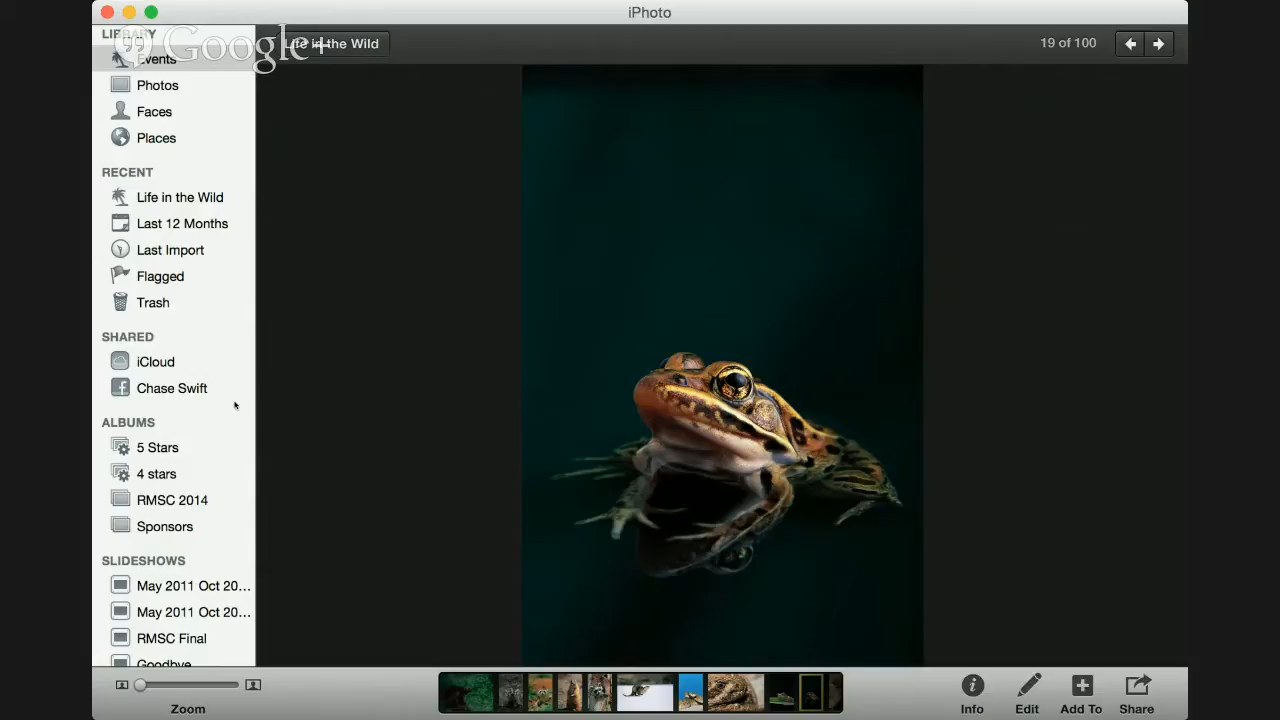 iPhoto
LIBRARY
Google+
Life in the Wild
19 of 100
Events
Photos
Faces
Places
RECENT
Life in the Wild
Last 12 Months
Last Import
Flagged
Trash
SHARED
iCloud
Chase Swift
ALBUMS
5 Stars
4 stars
RMSC 2014
Sponsors
SLIDESHOWS
May 2011 Oct 20...
May 2011 Oct 20...
RMSC Final
Goodbye
Zoom
Info
Edit
Add To
Share